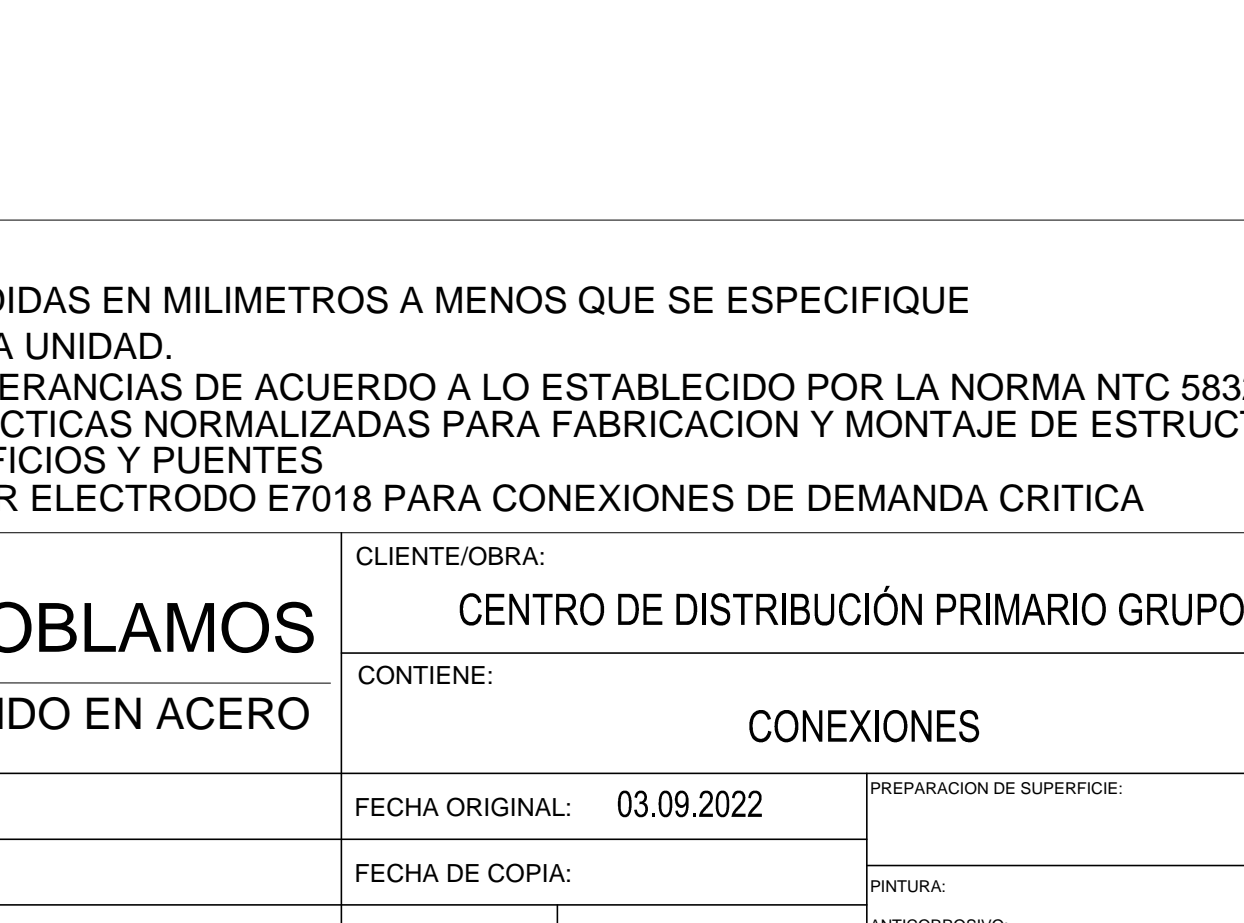 DIDAS EN MILIMETROS A MENOS QUE SE ESPECIFIQUE
A UNIDAD.
ERANCIAS DE ACUERDO A LO ESTABLECIDO POR LA NORMA NTC 583
CTICAS NORMALIZADAS PARA FABRICACION Y MONTAJE DE ESTRUCT
FICIOS Y PUENTES
R ELECTRODO E7018 PARA CONEXIONES DE DEMANDA CRITICA
OBLAMOS
IDO EN ACERO
CLIENTE/OBRA:
CENTRO DE DISTRIBUCIÓN PRIMARIO GRUPO
CONTIENE:
CONEXIONES
FECHA ORIGINAL: 03.09.2022
FECHA DE COPIA:
PREPARACION DE SUPERFICIE:
PINTURA:
ANTICORROSIVO: